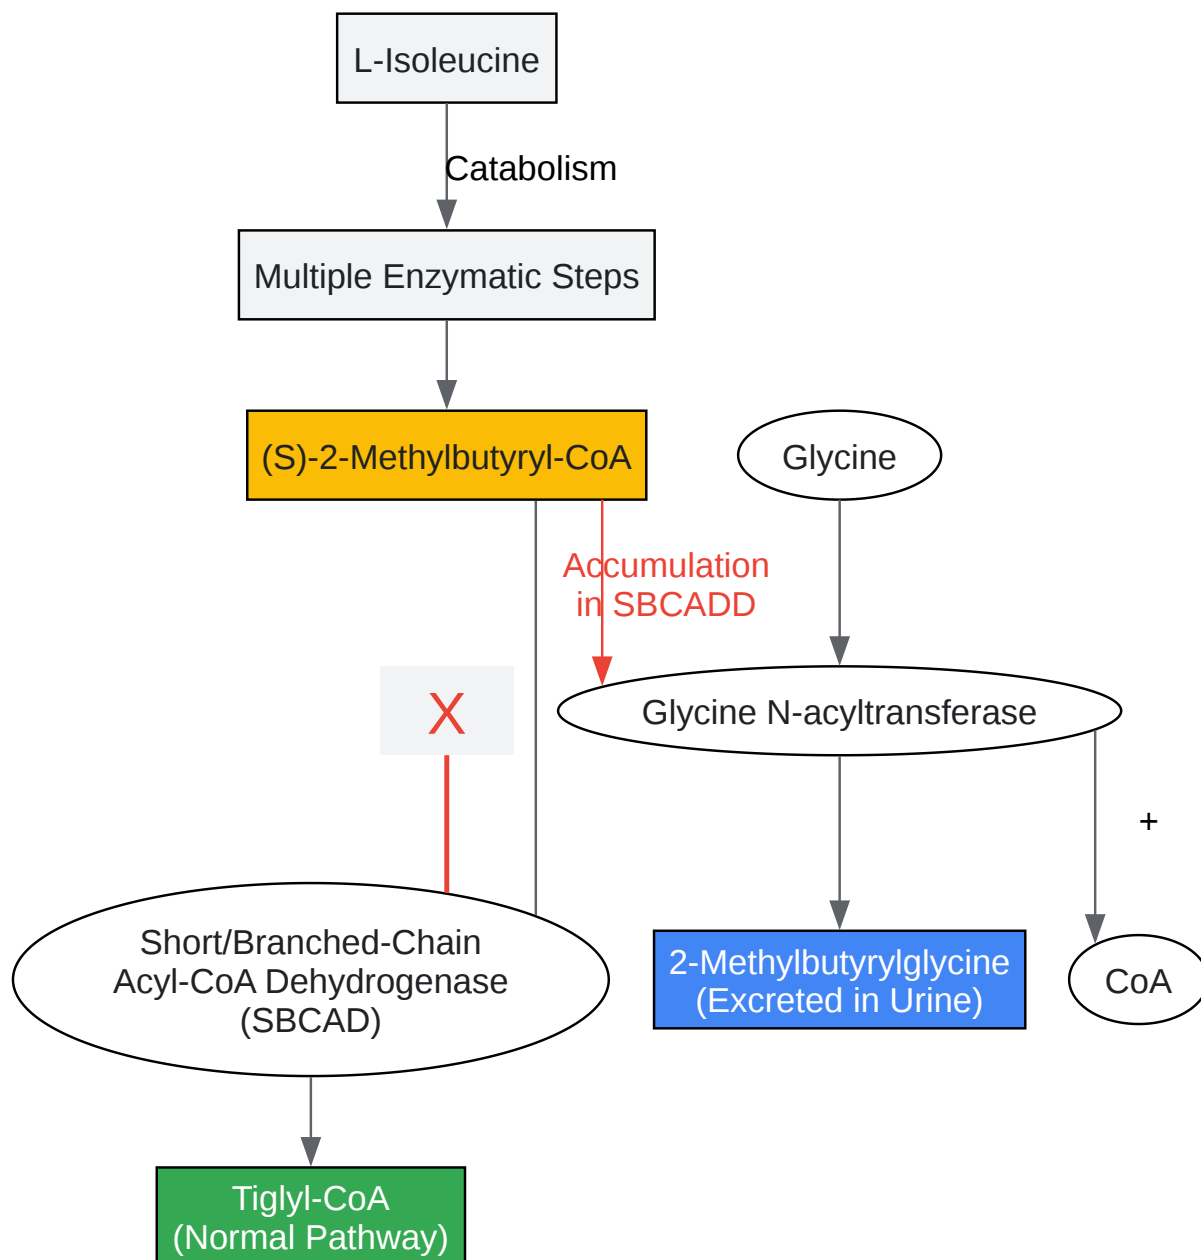 L-Isoleucine
Catabolism
Multiple Enzymatic Steps
(S)-2-Methylbutyryl-CoA
Glycine
Accumulation
in SBCADD
X
Glycine N-acyltransferase
+
Short/Branched-Chain
Acyl-CoA Dehydrogenase
(SBCAD)
2-Methylbutyrylglycine
(Excreted in Urine)
CoA
Tiglyl-CoA
(Normal Pathway)